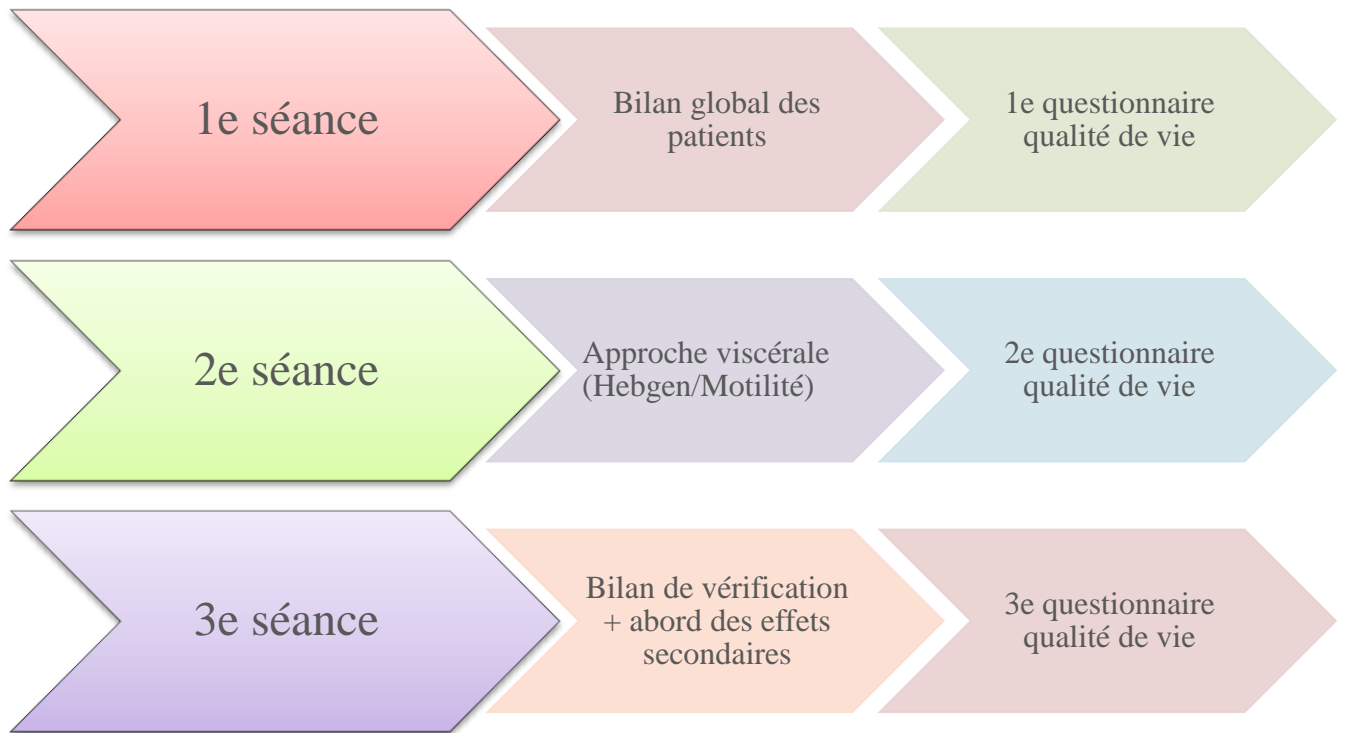 1e séance
Bilan global des
patients
1e questionnaire
qualité de vie
2e séance
Approche viscérale
(Hebgen/Motilité)
2e questionnaire
qualité de vie
3e séance
Bilan de vérification
+ abord des effets
secondaires
3e questionnaire
qualité de vie